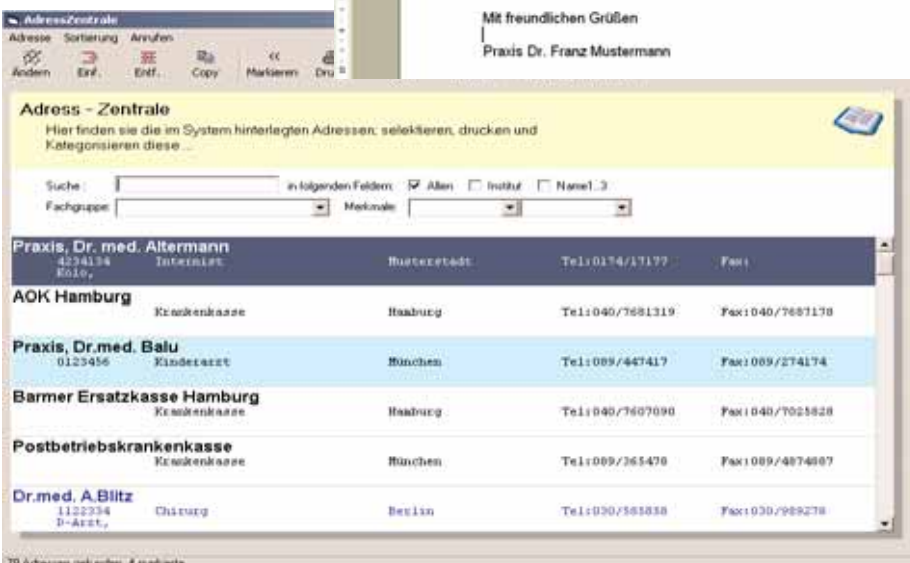 AdressZentrale
Adresse Sortierung Anrufen
Ändern Einf. Entf. Copy Markieren Dru
Mit freundlichen Grüßen
Praxis Dr. Franz Mustermann
Adress - Zentrale
Hier finden sie die im System hinterlegten Adressen; selektieren, drucken und
Kategorisieren diese ...
Suche : in folgenden Feldern: Allen Institut Name1..3
Fachgruppe: Merkmale:
Praxis, Dr. med. Altermann
4234134 Internist Musterstadt Tel:0174/17177 Fax:
Kolo,
AOK Hamburg
Krankenkasse Hamburg Tel:040/7681319 Fax:040/7687178
Praxis, Dr.med. Balu
0123456 Kinderarzt München Tel:089/447417 Fax:089/274174
Barmer Ersatzkasse Hamburg
Krankenkasse Hamburg Tel:040/7607090 Fax:040/7025828
Postbetriebskrankenkasse
Krankenkasse München Tel:089/365478 Fax:089/4874887
Dr.med. A.Blitz
1122334 Chirurg Berlin Tel:030/585858 Fax:030/989278
D-Arzt,